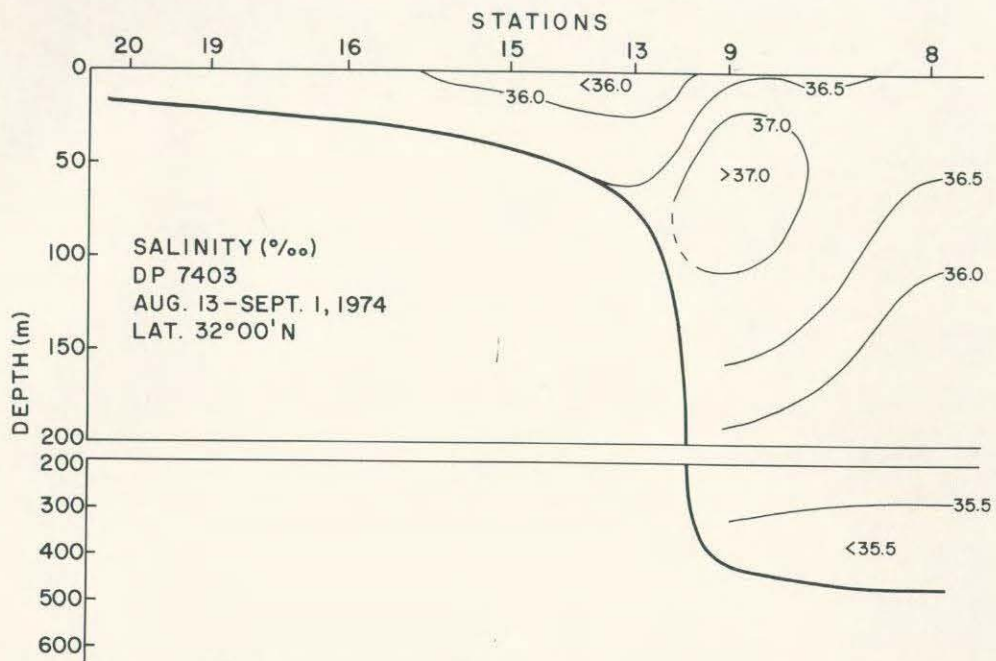 STATIONS
20 19 16 15 13 9 8
0
36.0
<36.0
36.5
37.0
>37.0
50
36.5
36.0
100
150
200
SALINITY (‰)
DP 7403
AUG. 13-SEPT. 1, 1974
LAT. 32°00'N
DEPTH (m)
200
300
400
500
600
35.5
<35.5